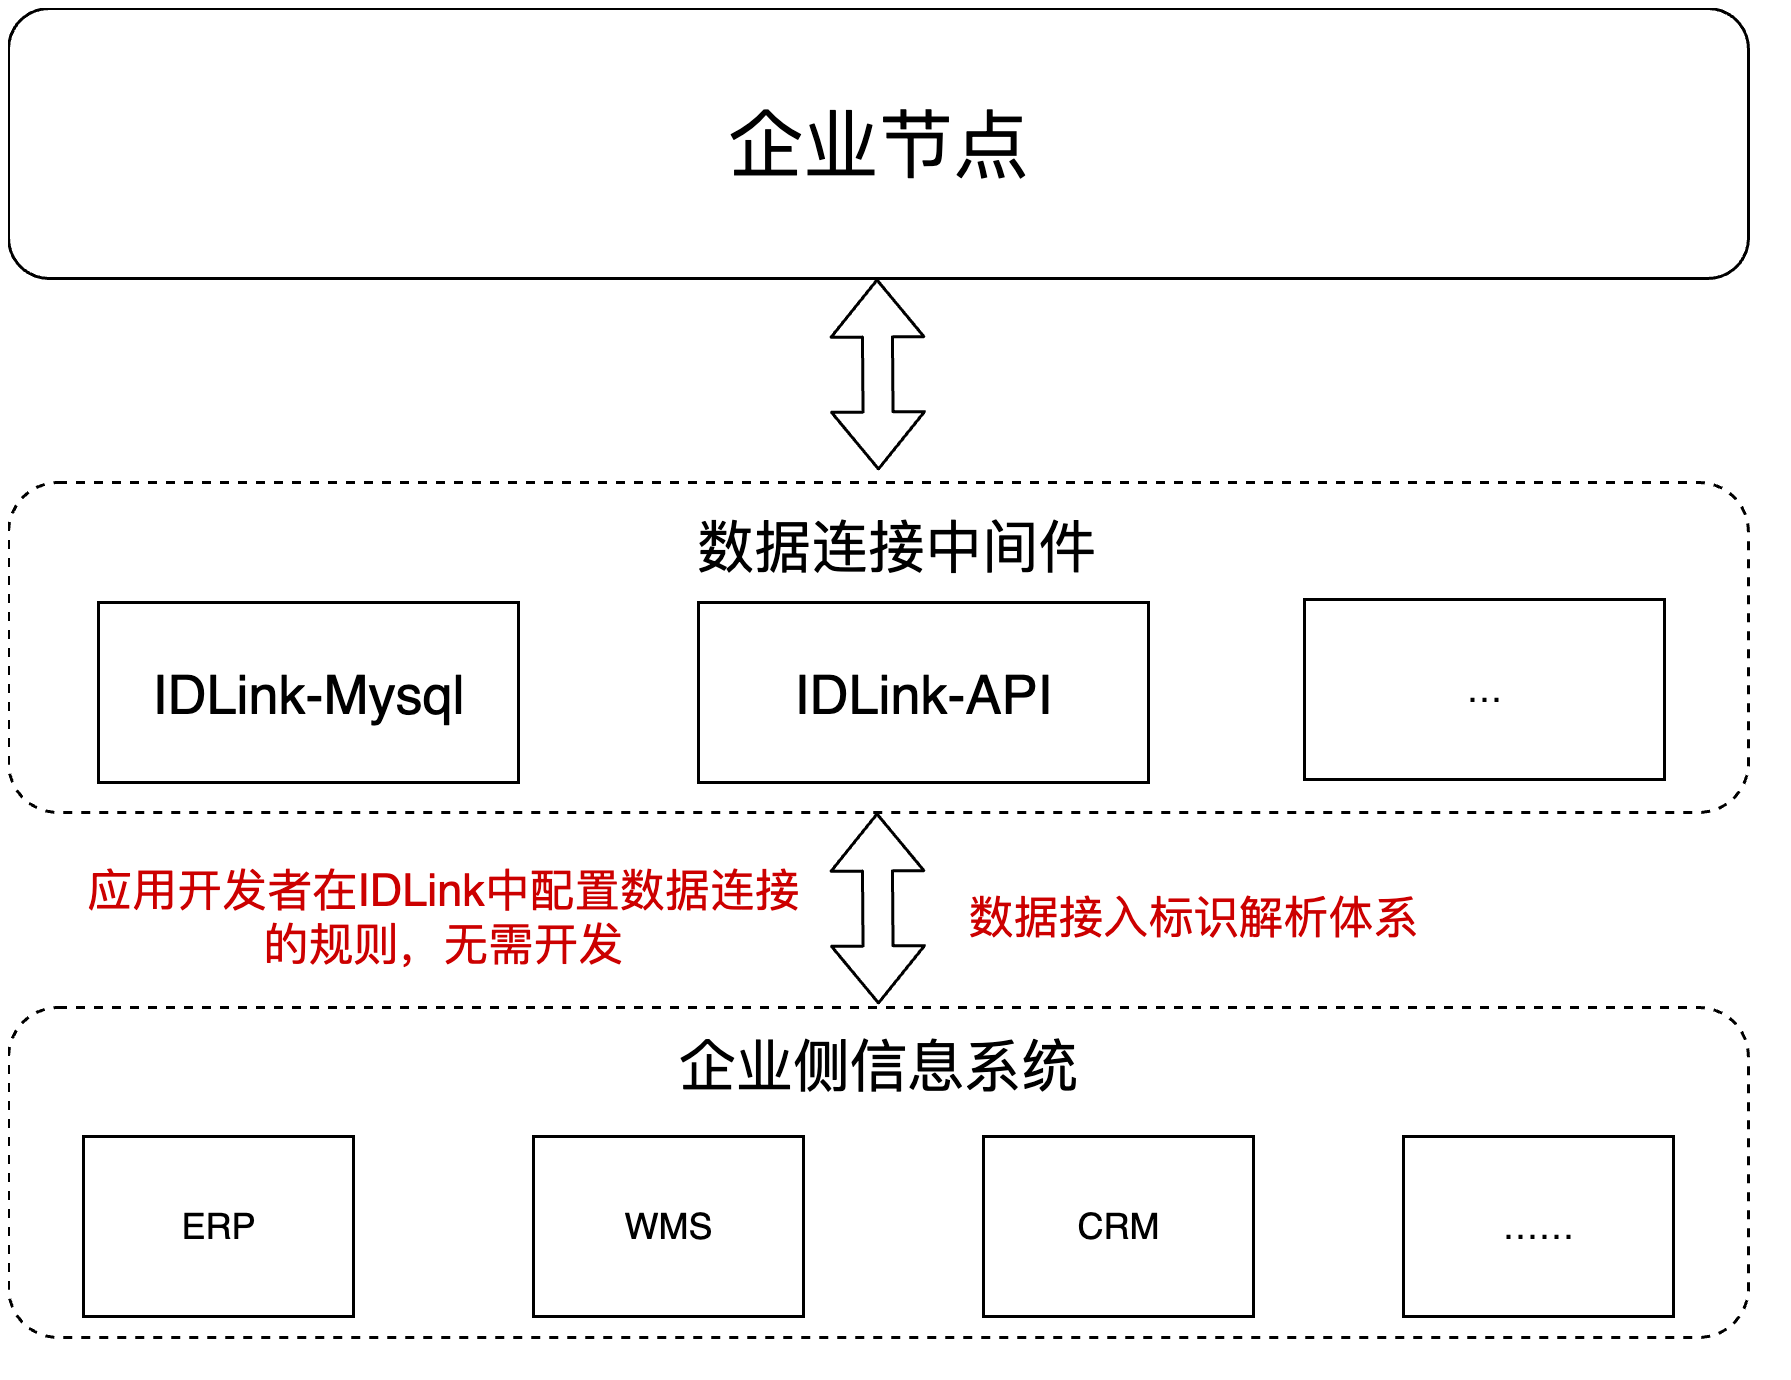 企业节点
数据连接中间件
IDLink-Mysql
IDLink-API
...
应用开发者在IDLink中配置数据连接
的规则，无需开发
数据接入标识解析体系
企业侧信息系统
ERP
WMS
CRM
......